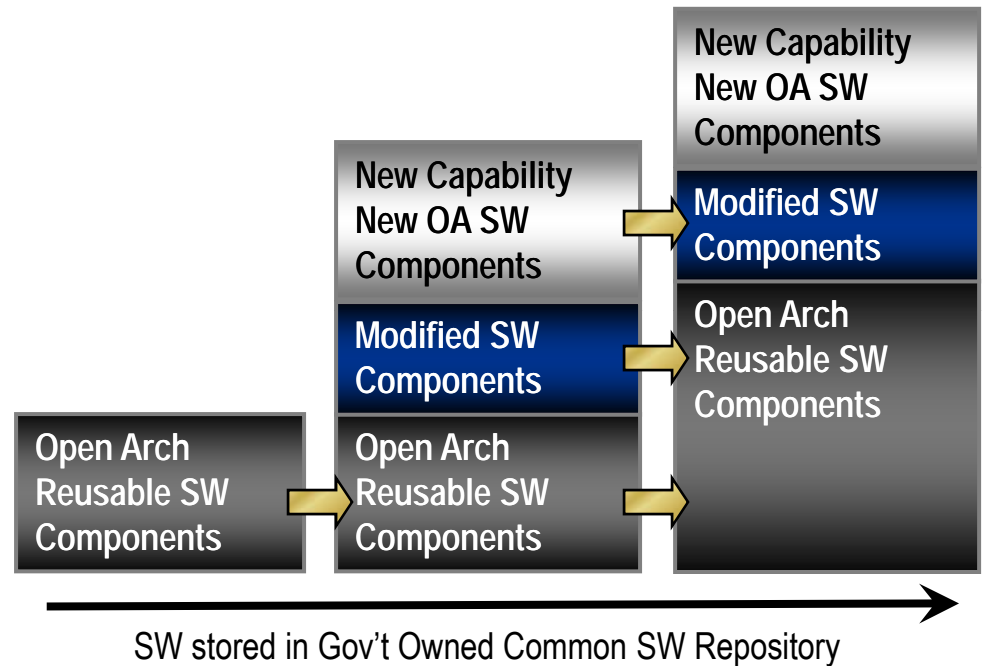 Open Arch
Reusable SW
Components
New Capability
New OA SW
Components
Modified SW
Components
Open Arch
Reusable SW
Components
New Capability
New OA SW
Components
Modified SW
Components
Open Arch
Reusable SW
Components
SW stored in Gov't Owned Common SW Repository